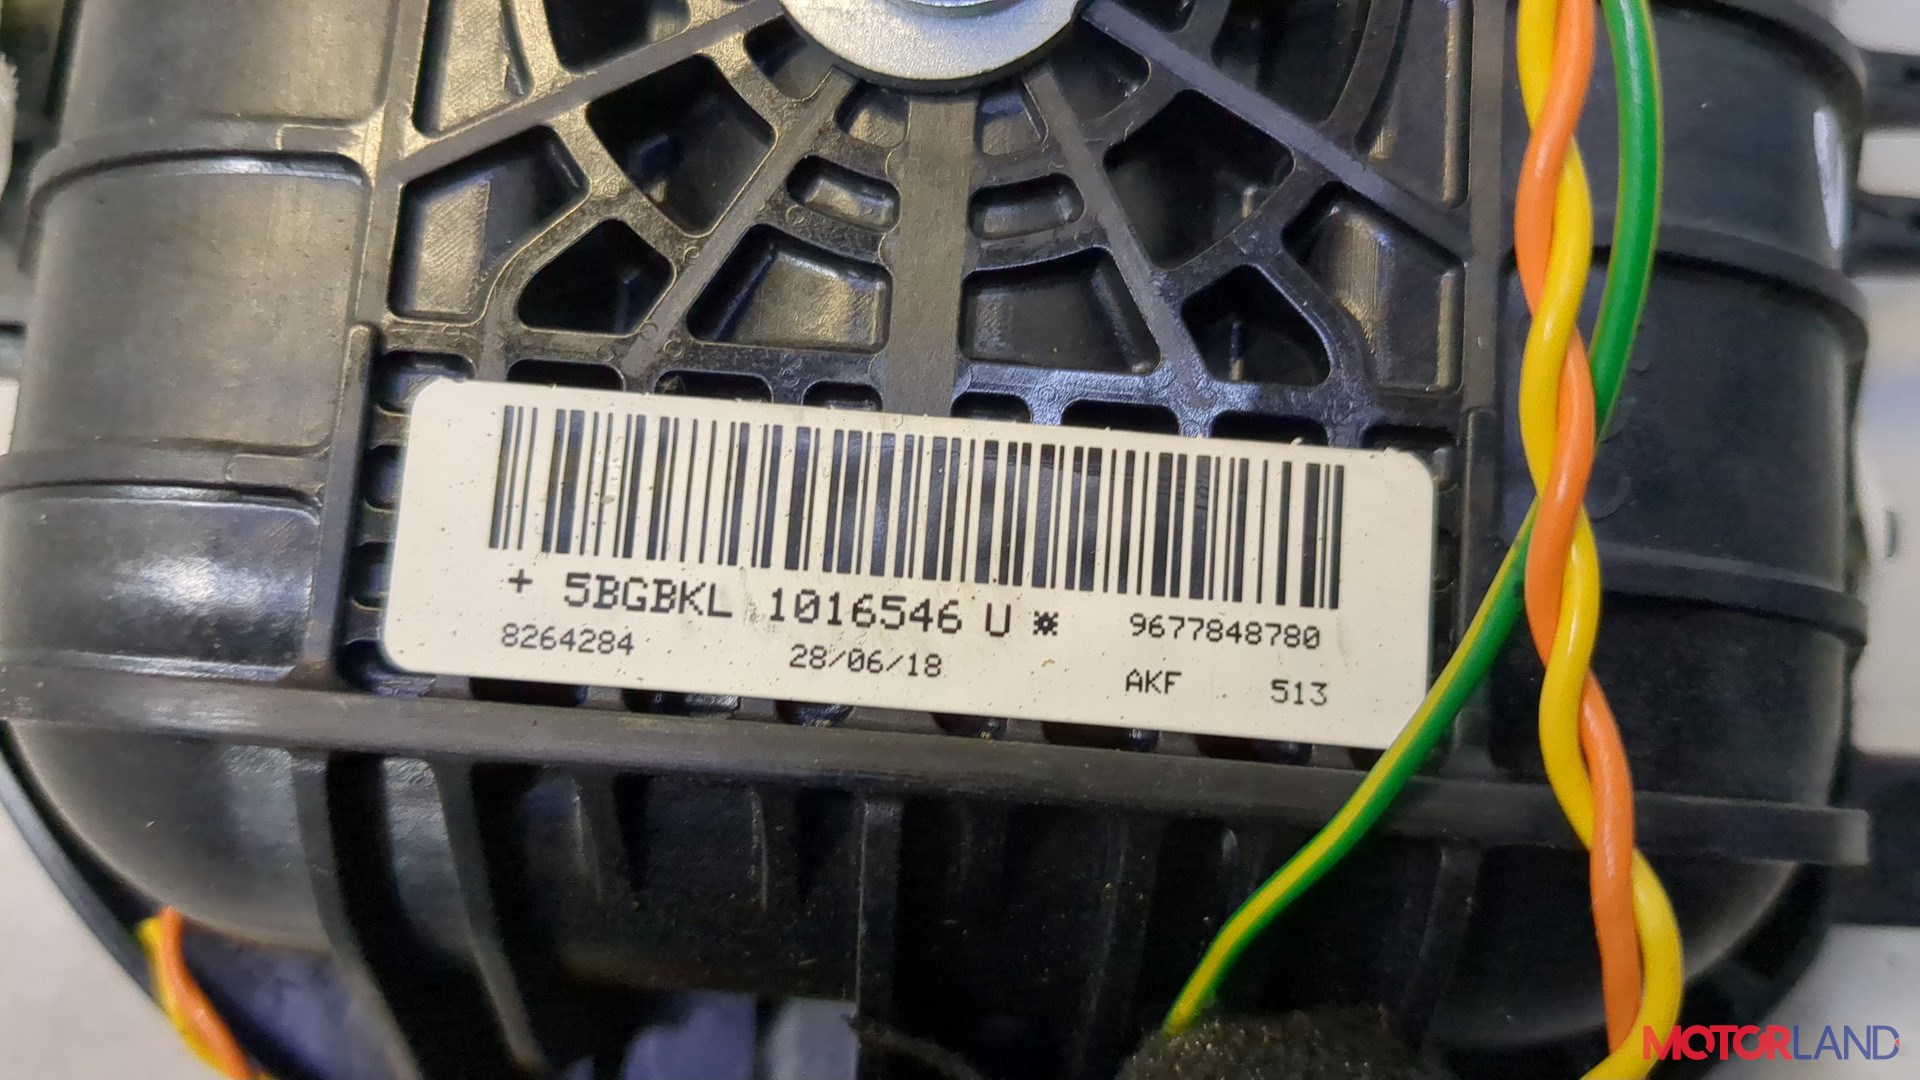 + 5BGBKL 1016546 U * 9677848780
8264284 28/06/18 AKF 513
MOTORLAND